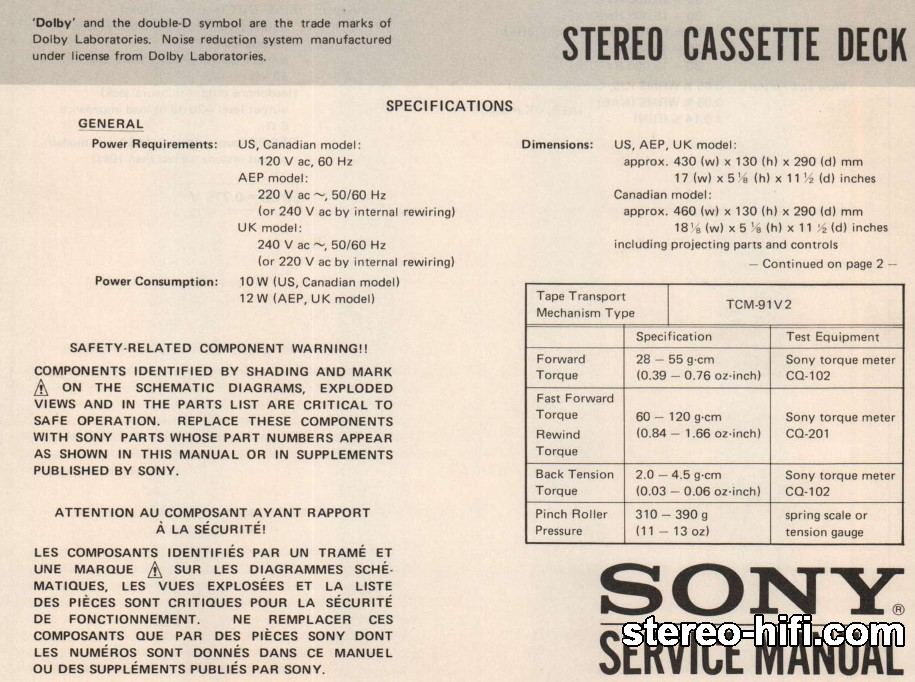 'Dolby' and the double-D symbol are the trade marks of
Dolby Laboratories. Noise reduction system manufactured
under license from Dolby Laboratories.
STEREO CASSETTE DECK
SPECIFICATIONS
GENERAL
Power Requirements: US, Canadian model:
120 V ac, 60 Hz
AEP model:
220 V ac ~, 50/60 Hz
(or 240 V ac by internal rewiring)
UK model:
240 V ac ~, 50/60 Hz
(or 220 V ac by internal rewiring)
Power Consumption: 10 W (US, Canadian model)
12 W (AEP, UK model)
SAFETY-RELATED COMPONENT WARNING!!
COMPONENTS IDENTIFIED BY SHADING AND MARK
⚠ ON THE SCHEMATIC DIAGRAMS, EXPLODED
VIEWS AND IN THE PARTS LIST ARE CRITICAL TO
SAFE OPERATION. REPLACE THESE COMPONENTS
WITH SONY PARTS WHOSE PART NUMBERS APPEAR
AS SHOWN IN THIS MANUAL OR IN SUPPLEMENTS
PUBLISHED BY SONY.
ATTENTION AU COMPOSANT AYANT RAPPORT
À LA SÉCURITÉ!
LES COMPOSANTS IDENTIFIÉS PAR UN TRAMÉ ET
UNE MARQUE ⚠ SUR LES DIAGRAMMES SCHÉ-
MATIQUES, LES VUES EXPLOSÉES ET LA LISTE
DES PIÈCES SONT CRITIQUES POUR LA SÉCURITÉ
DE FONCTIONNEMENT. NE REMPLACER CES
COMPOSANTS QUE PAR DES PIÈCES SONY DONT
LES NUMÉROS SONT DONNÉS DANS CE MANUEL
OU DES SUPPLÉMENTS PUBLIÉS PAR SONY.
Dimensions: US, AEP, UK model:
approx. 430 (w) x 130 (h) x 290 (d) mm
17 (w) x 5 ⅛ (h) x 11 ½ (d) inches
Canadian model:
approx. 460 (w) x 130 (h) x 290 (d) mm
18 ⅛ (w) x 5 ⅛ (h) x 11 ½ (d) inches
including projecting parts and controls
— Continued on page 2 —
Tape Transport
Mechanism Type
TCM-91V2
Specification Test Equipment
Forward
Torque
28 — 55 g·cm
(0.39 — 0.76 oz·inch)
Sony torque meter
CQ-102
Fast Forward
Torque
Rewind
Torque
60 — 120 g·cm
(0.84 — 1.66 oz·inch)
Sony torque meter
CQ-201
Back Tension
Torque
2.0 — 4.5 g·cm
(0.03 — 0.06 oz·inch)
Sony torque meter
CQ-102
Pinch Roller
Pressure
310 — 390 g
(11 — 13 oz)
spring scale or
tension gauge
SONY®
stereo-hifi.com
SERVICE MANUAL